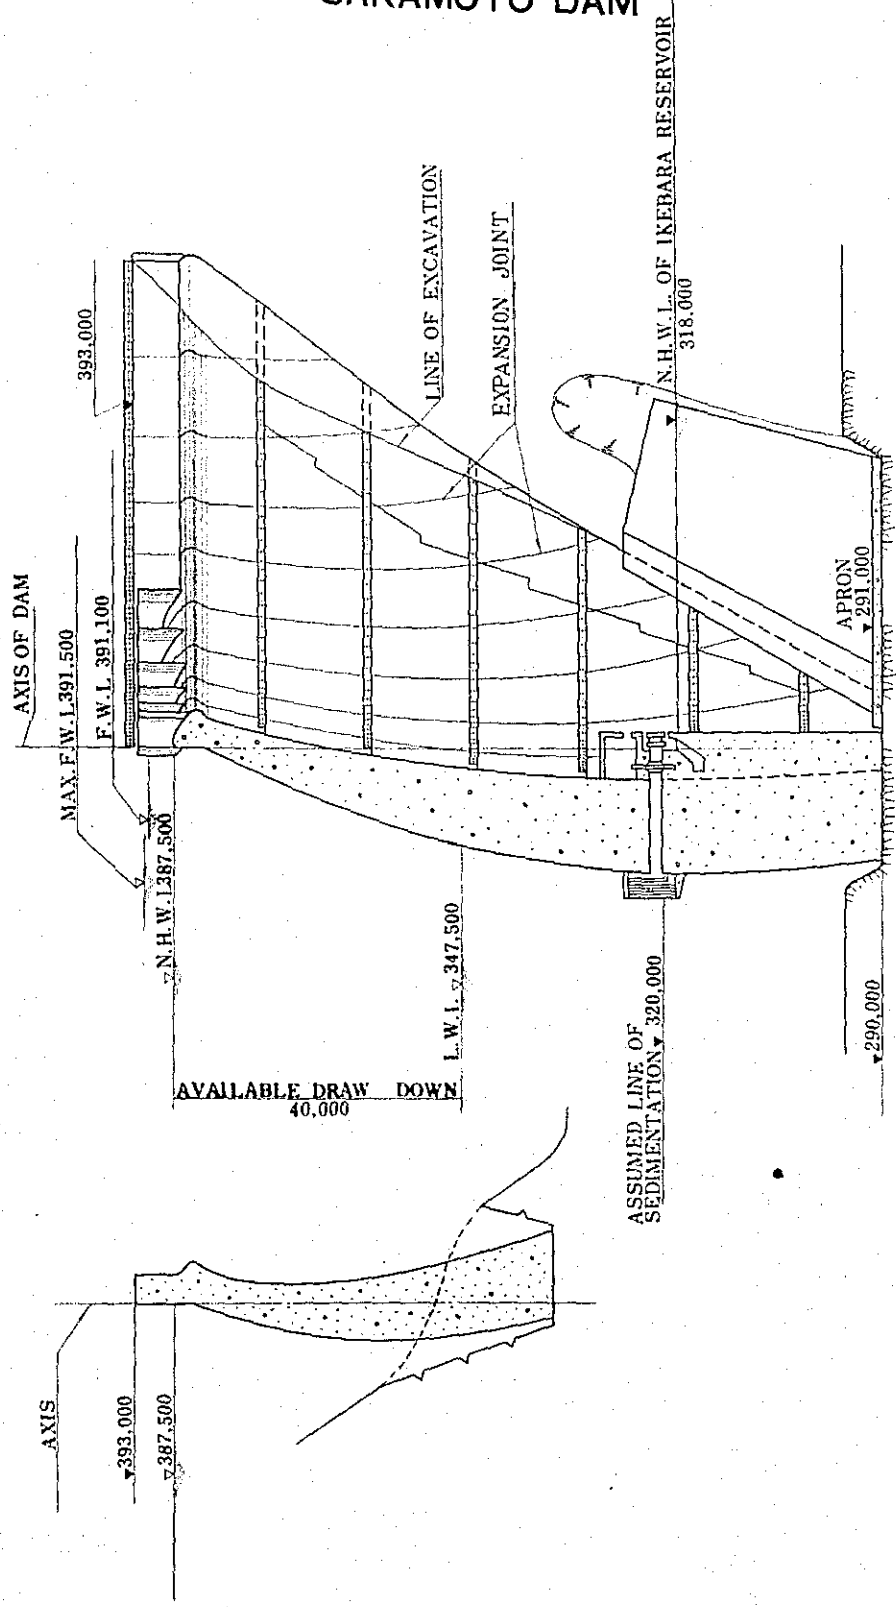 SAKAMOTO DAM
AXIS OF DAM
MAX. F.W.L 391,500
F.W.L 391,100
393,000
LINE OF EXCAVATION
EXPANSION JOINT
N.H.W.L. OF IKEBARA RESERVOIR
318,000
N.H.W.L 387,500
L.W.L. 347,500
AVAILABLE DRAW DOWN
40,000
ASSUMED LINE OF
SEDIMENTATION 320,000
APRON
291,000
290,000
AXIS
393,000
387,500